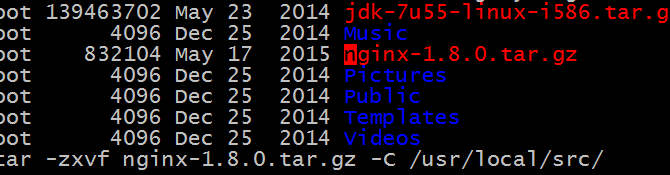 oot 139463702 May 23 2014 jdk-7u55-linux-i586.tar.g
oot 4096 Dec 25 2014 Music
oot 832104 May 17 2015 nginx-1.8.0.tar.gz
oot 4096 Dec 25 2014 Pictures
oot 4096 Dec 25 2014 Public
oot 4096 Dec 25 2014 Templates
oot 4096 Dec 25 2014 Videos
tar -zxvf nginx-1.8.0.tar.gz -C /usr/local/src/